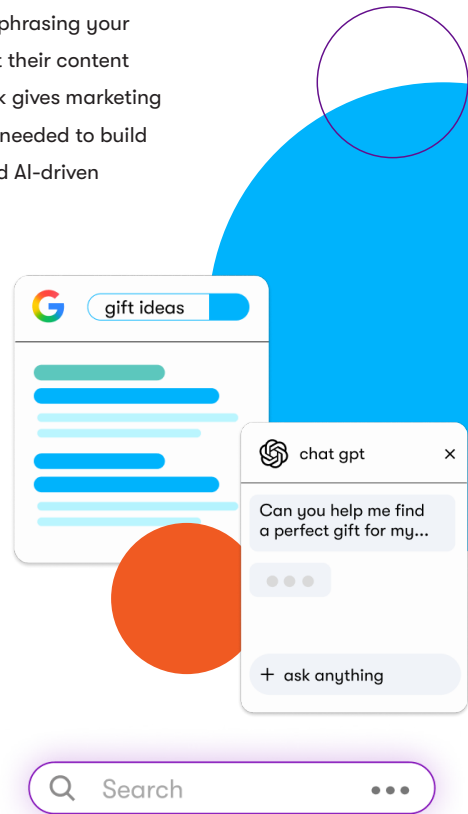 phrasing your
t their content
k gives marketing
needed to build
d AI-driven
gift ideas
chat gpt
Can you help me find
a perfect gift for my...
+ ask anything
Search